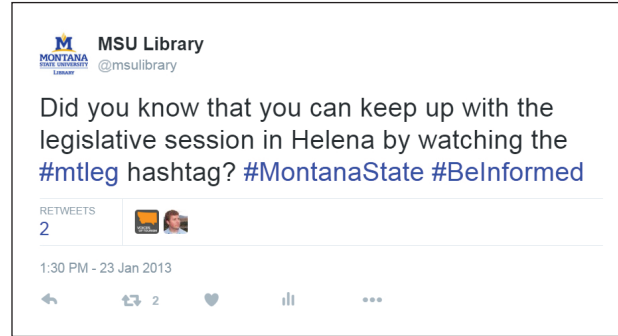 MSU Library
@msulibrary
M
MONTANA
STATE UNIVERSITY
LIBRARY
Did you know that you can keep up with the
legislative session in Helena by watching the
#mtleg hashtag? #MontanaState #BeInformed
RETWEETS
2
1:30 PM - 23 Jan 2013
2